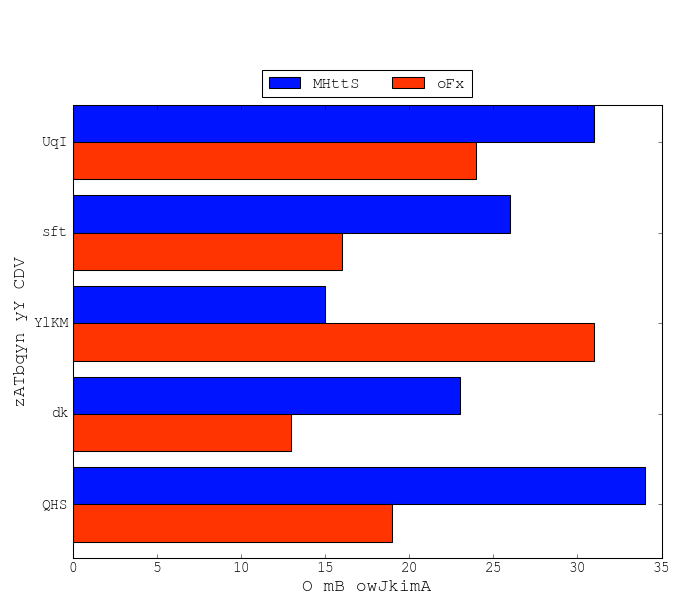 MHttS oFx
UqI
sft
YlKM
dk
QHS
zATbqyn yY CDV
0 5 10 15 20 25 30 35
O mB owJkimA